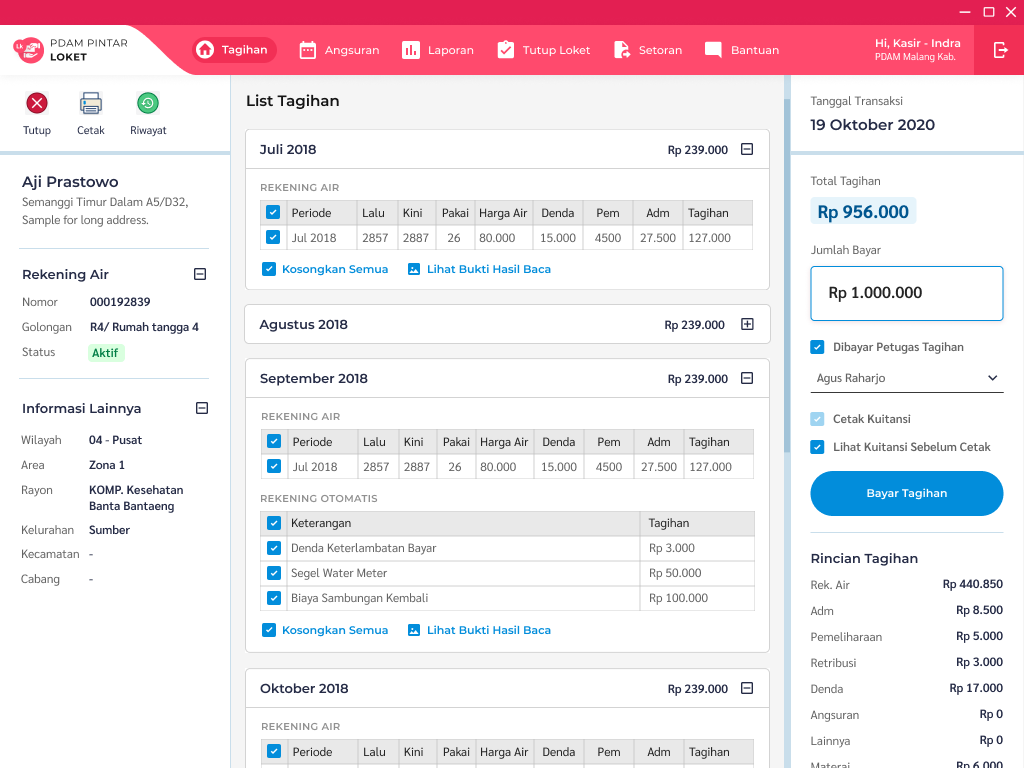 PDAM PINTAR
LOKET
Tagihan
Angsuran
Laporan
Tutup Loket
Setoran
Bantuan
Hi, Kasir - Indra
PDAM Malang Kab.
Tutup
Cetak
Riwayat
Aji Prastowo
Semanggi Timur Dalam A5/D32,
Sample for long address.
Rekening Air
Nomor 000192839
Golongan R4/ Rumah tangga 4
Status Aktif
Informasi Lainnya
Wilayah 04 - Pusat
Area Zona 1
Rayon KOMP. Kesehatan
Banta Bantaeng
Kelurahan Sumber
Kecamatan -
Cabang -
List Tagihan
Juli 2018 Rp 239.000
REKENING AIR
Periode Lalu Kini Pakai Harga Air Denda Pem Adm Tagihan
Jul 2018 2857 2887 26 80.000 15.000 4500 27.500 127.000
Kosongkan Semua Lihat Bukti Hasil Baca
Agustus 2018 Rp 239.000
September 2018 Rp 239.000
REKENING AIR
Periode Lalu Kini Pakai Harga Air Denda Pem Adm Tagihan
Jul 2018 2857 2887 26 80.000 15.000 4500 27.500 127.000
REKENING OTOMATIS
Keterangan Tagihan
Denda Keterlambatan Bayar Rp 3.000
Segel Water Meter Rp 50.000
Biaya Sambungan Kembali Rp 100.000
Kosongkan Semua Lihat Bukti Hasil Baca
Oktober 2018 Rp 239.000
REKENING AIR
Periode Lalu Kini Pakai Harga Air Denda Pem Adm Tagihan
Tanggal Transaksi
19 Oktober 2020
Total Tagihan
Rp 956.000
Jumlah Bayar
Rp 1.000.000
Dibayar Petugas Tagihan
Agus Raharjo
Cetak Kuitansi
Lihat Kuitansi Sebelum Cetak
Bayar Tagihan
Rincian Tagihan
Rek. Air Rp 440.850
Adm Rp 8.500
Pemeliharaan Rp 5.000
Retribusi Rp 3.000
Denda Rp 17.000
Angsuran Rp 0
Lainnya Rp 0
Materai Rp 6.000